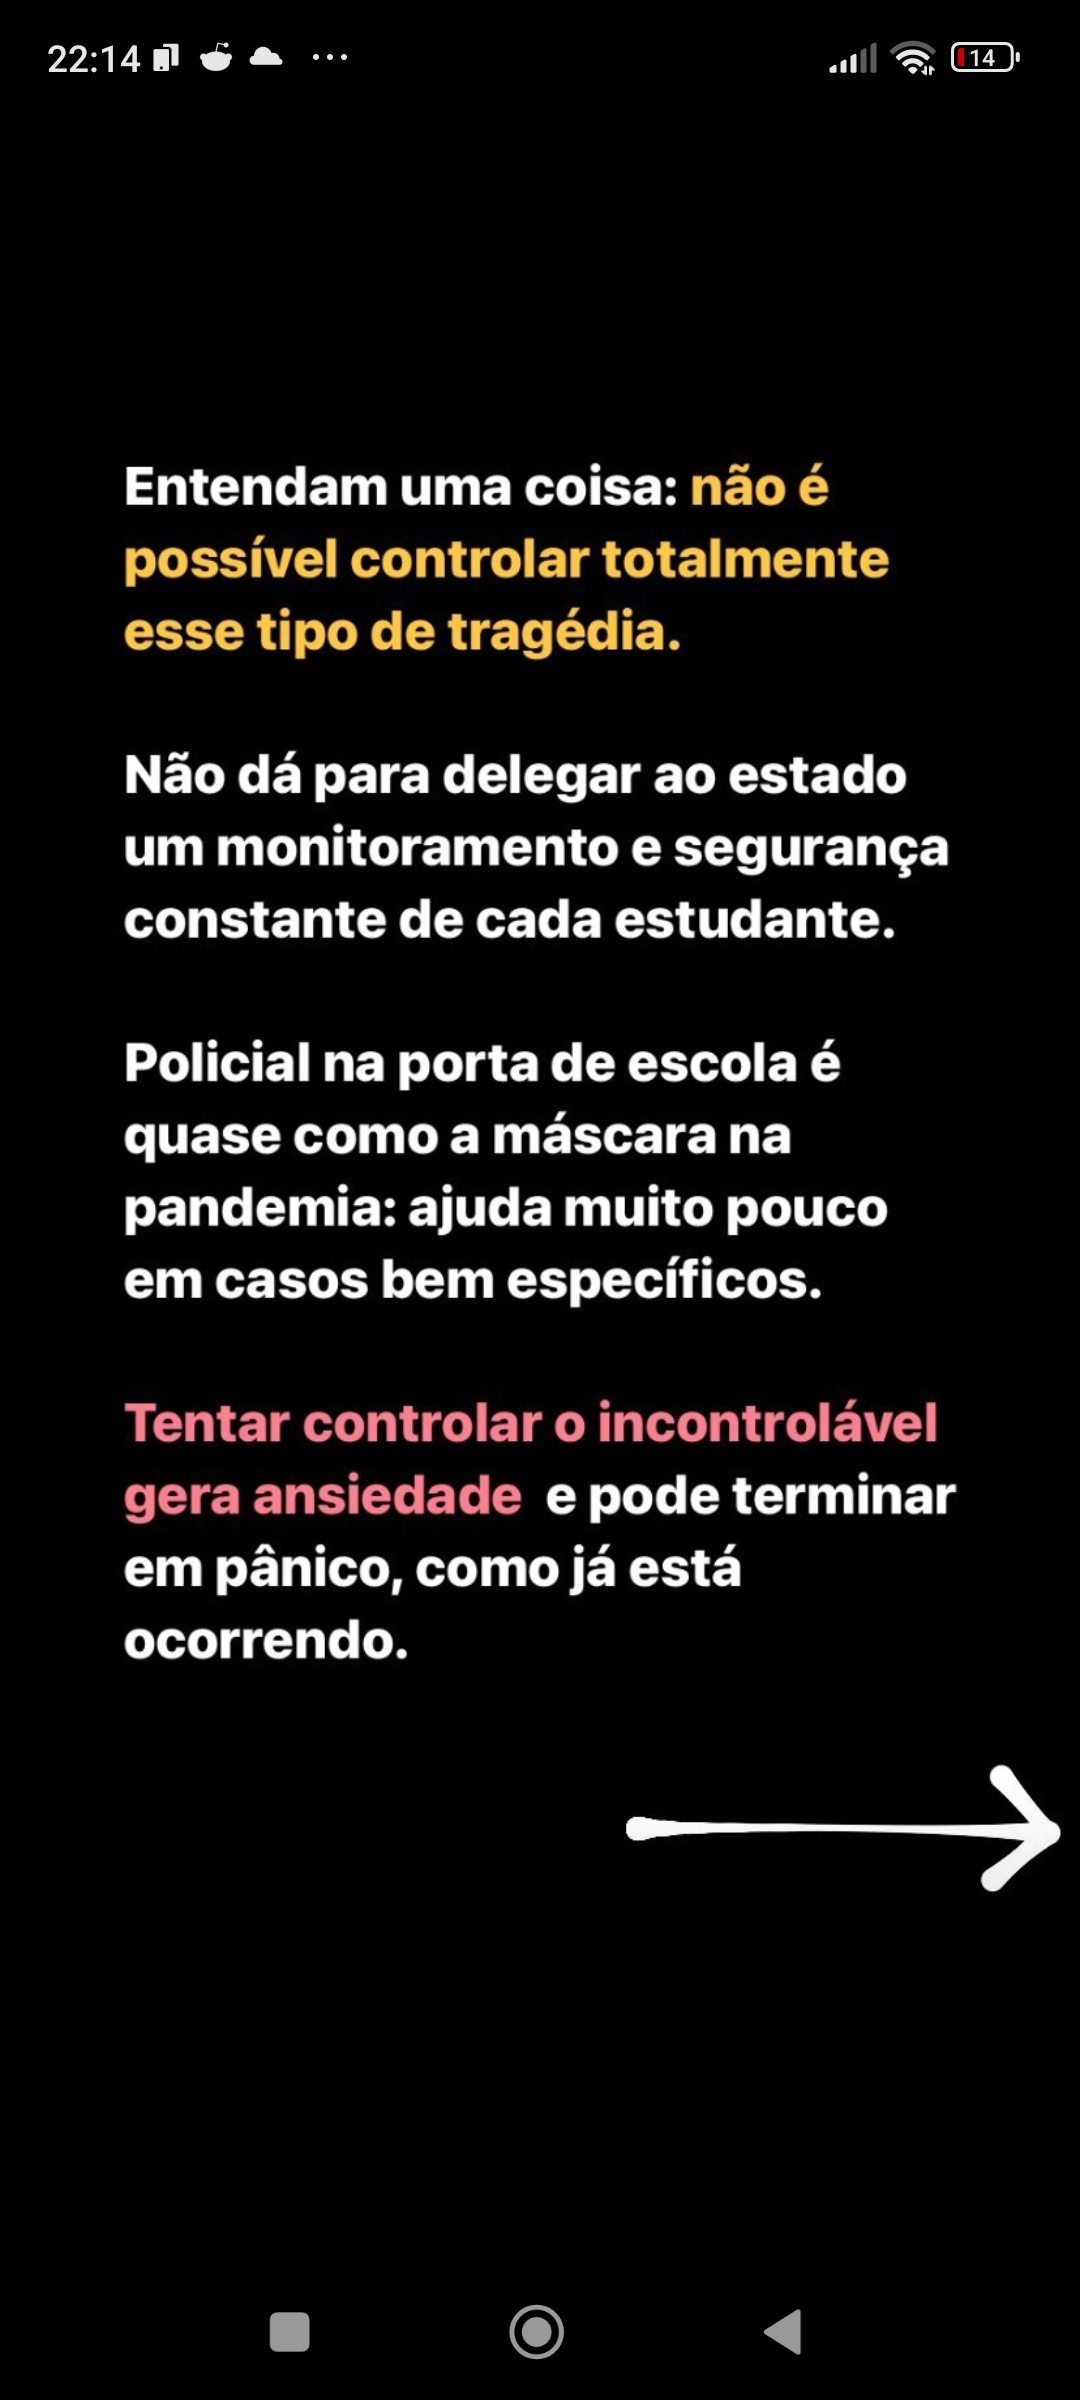 22:14
14
Entendam uma coisa: não é
possível controlar totalmente
esse tipo de tragédia.
Não dá para delegar ao estado
um monitoramento e segurança
constante de cada estudante.
Policial na porta de escola é
quase como a máscara na
pandemia: ajuda muito pouco
em casos bem específicos.
Tentar controlar o incontrolável
gera ansiedade e pode terminar
em pânico, como já está
ocorrendo.